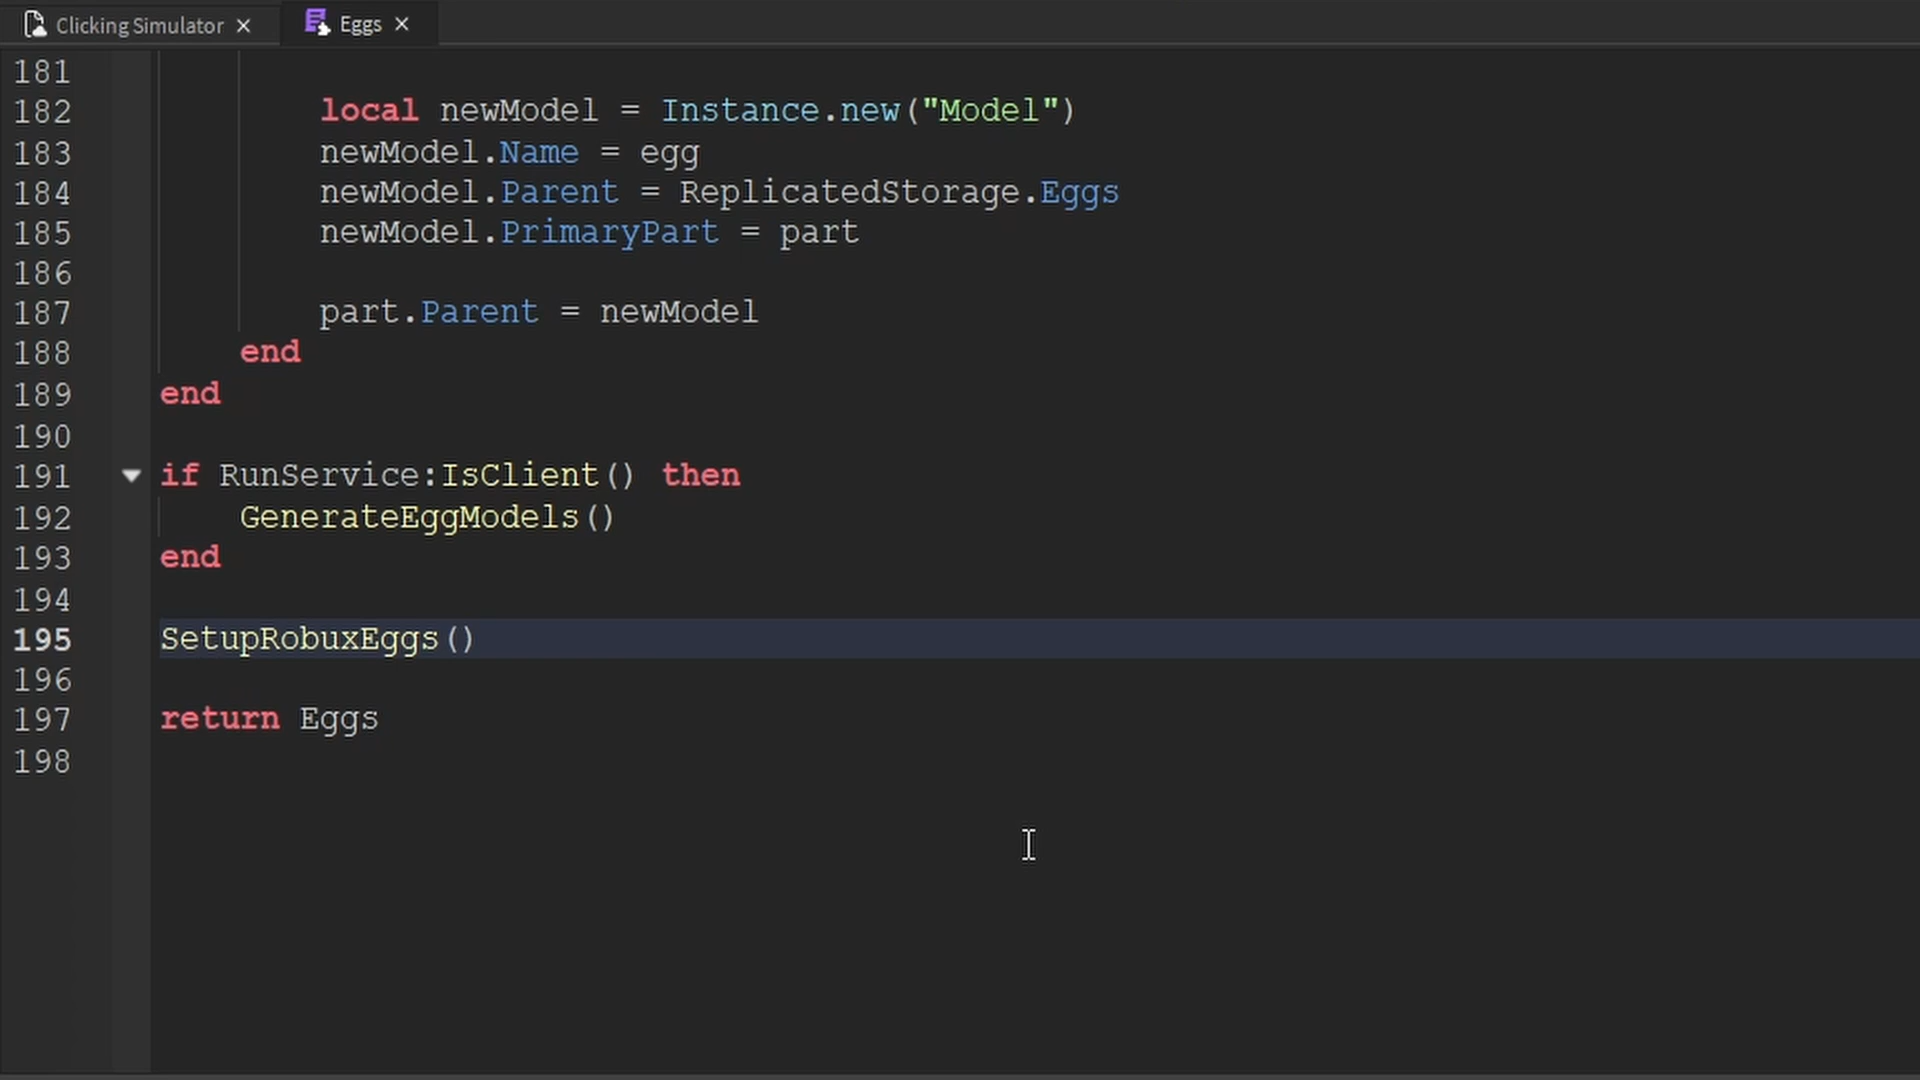 Clicking Simulator × Eggs ×
181
182 local newModel = Instance.new("Model")
183 newModel.Name = egg
184 newModel.Parent = ReplicatedStorage.Eggs
185 newModel.PrimaryPart = part
186
187 part.Parent = newModel
188 end
189 end
190
191 if RunService:IsClient() then
192 GenerateEggModels()
193 end
194
195 SetupRobuxEggs()
196
197 return Eggs
198